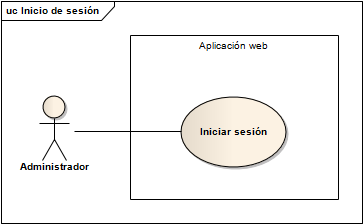 uc Inicio de sesión
Aplicación web
Iniciar sesión
Administrador